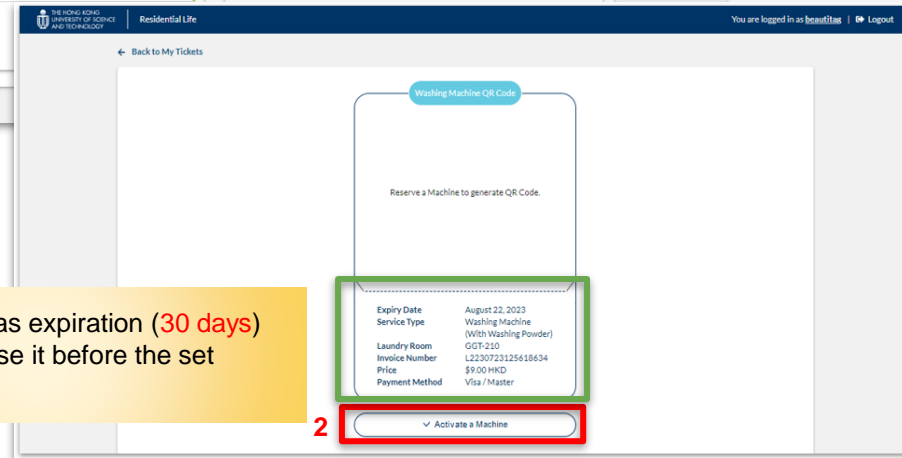 THE HONG KONG
UNIVERSITY OF SCIENCE
AND TECHNOLOGY
Residential Life
You are logged in as beautitas | Logout
← Back to My Tickets
Washing Machine QR Code
Reserve a Machine to generate QR Code.
Expiry Date August 22, 2023
Service Type Washing Machine
(With Washing Powder)
Laundry Room GGT-210
Invoice Number L2230723125618634
Price $9.00 HKD
Payment Method Visa / Master
as expiration (30 days)
se it before the set
2
Activate a Machine